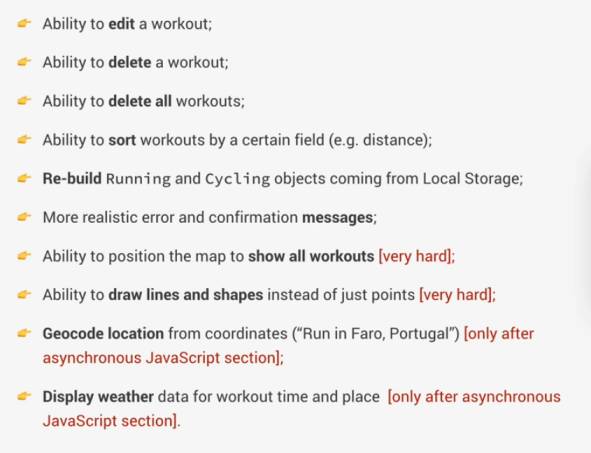 Ability to edit a workout;
Ability to delete a workout;
Ability to delete all workouts;
Ability to sort workouts by a certain field (e.g. distance);
Re-build Running and Cycling objects coming from Local Storage;
More realistic error and confirmation messages;
Ability to position the map to show all workouts [very hard];
Ability to draw lines and shapes instead of just points [very hard];
Geocode location from coordinates (“Run in Faro, Portugal”) [only after
asynchronous JavaScript section];
Display weather data for workout time and place [only after asynchronous
JavaScript section].